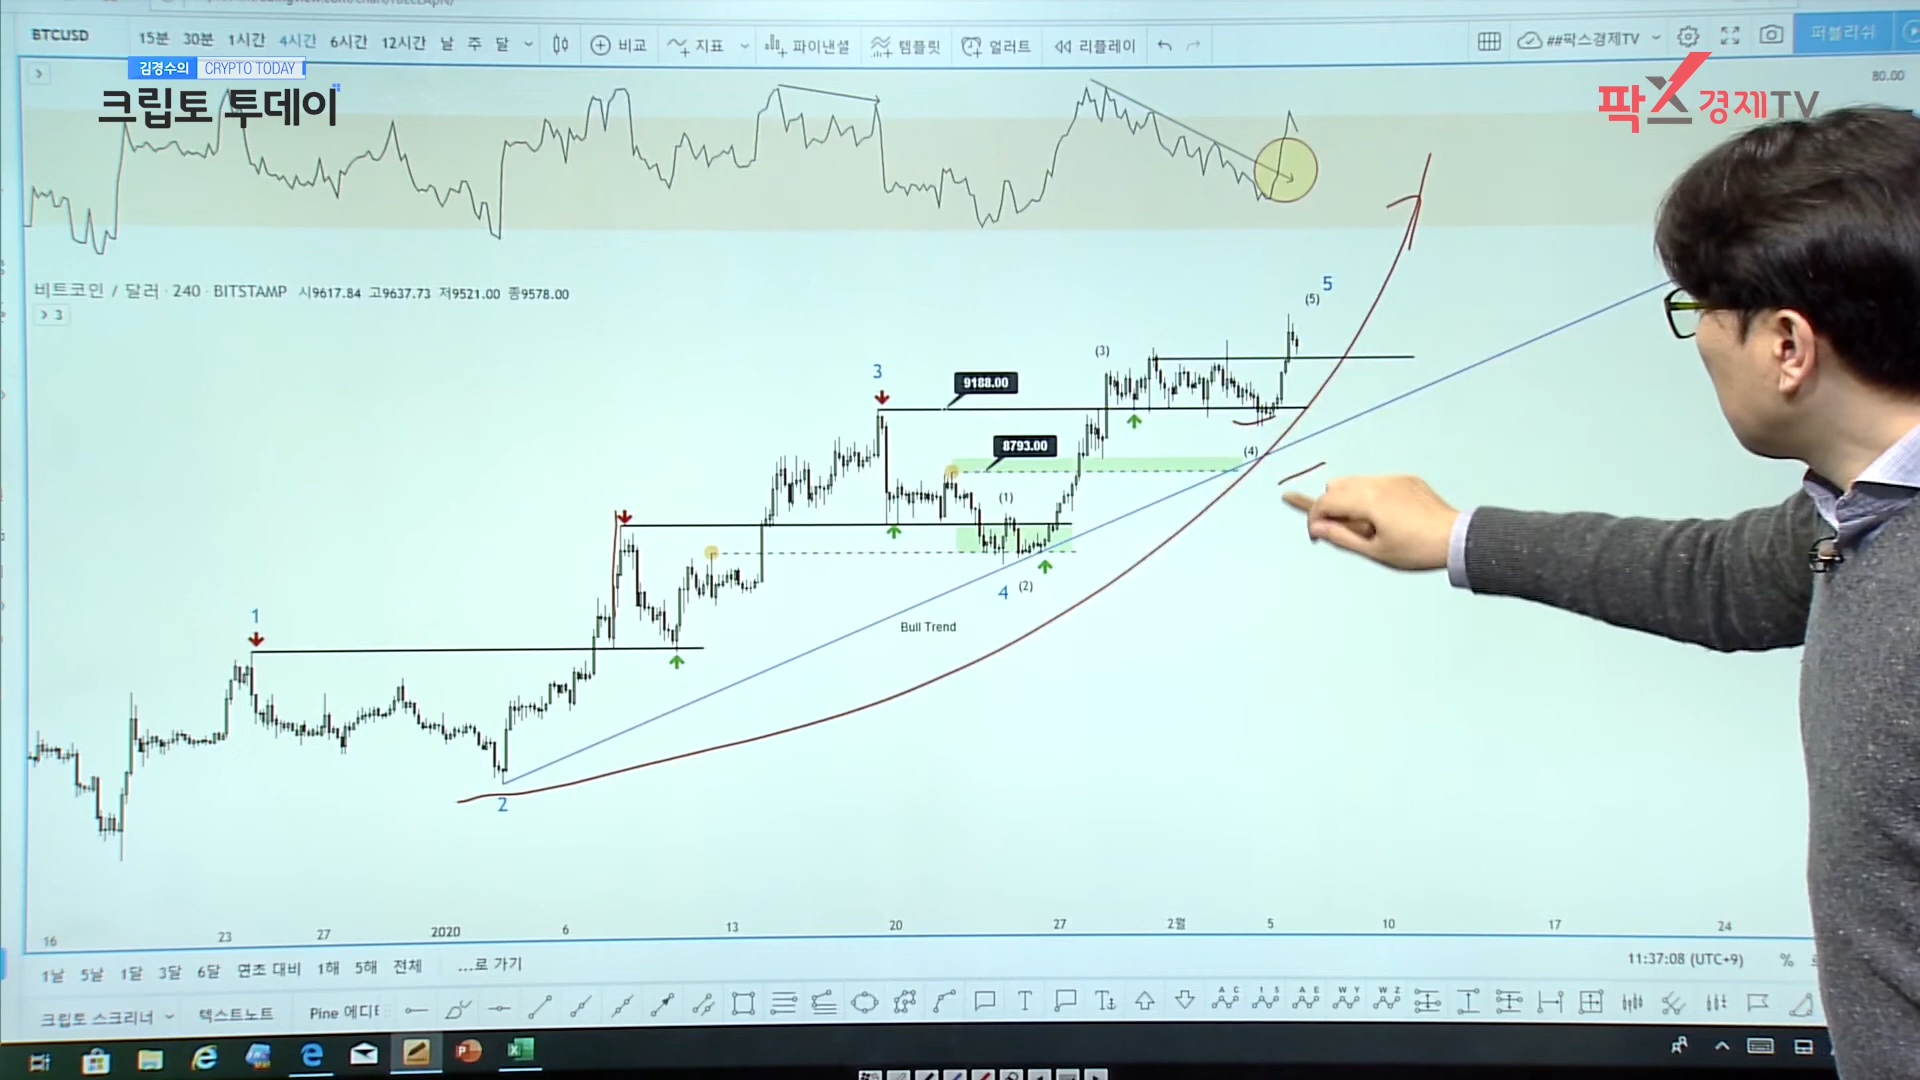 BTCUSD 15분 30분 1시간 4시간 6시간 12시간 날 주 달 비교 지표 파이낸셜 템플릿 얼러트 리플레이 ##팍스경제TV 퍼블리쉬
김경수의 CRYPTO TODAY
크립토 투데이
팍스경제TV
80.00
비트코인 / 달러 · 240 · BITSTAMP 시9617.84 고9637.73 저9521.00 종9578.00
3
5
(5)
(3)
3
9188.00
8793.00
(4)
(1)
4 (2)
Bull Trend
1
2
16 23 27 2020 6 13 20 27 2월 5 10 17 24
1날 5날 1달 3달 6달 연초 대비 1해 5해 전체 ...로 가기 11:37:08 (UTC+9) %
크립토 스크리너 텍스트노트 Pine 에디터